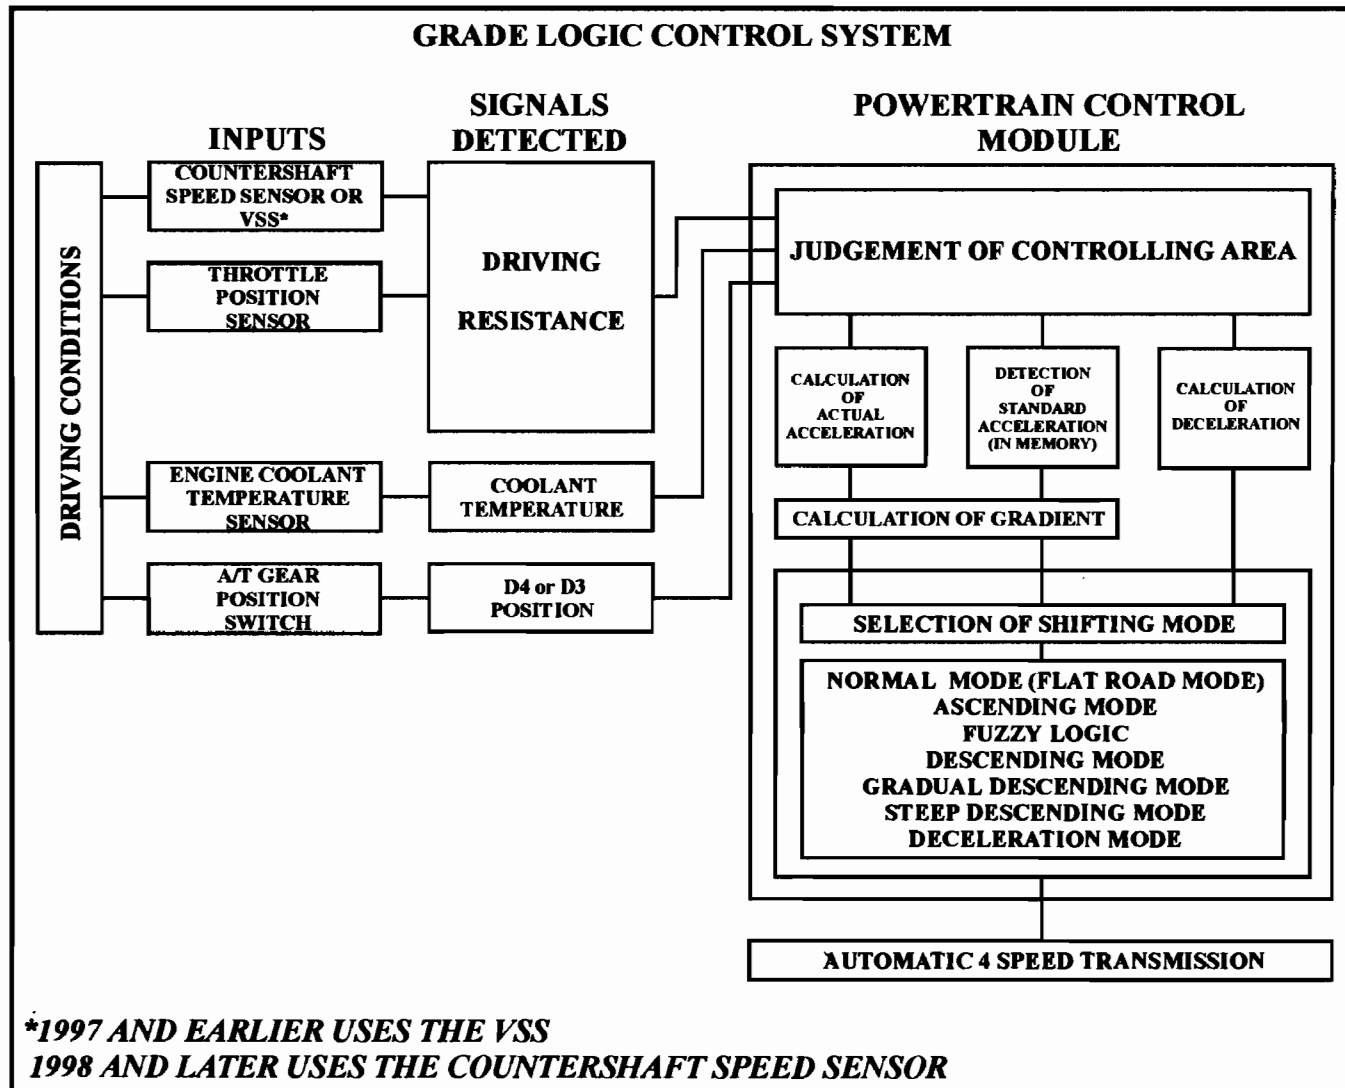 GRADE LOGIC CONTROL SYSTEM
INPUTS
SIGNALS
DETECTED
POWERTRAIN CONTROL
MODULE
DRIVING CONDITIONS
COUNTERSHAFT
SPEED SENSOR OR
VSS*
THROTTLE
POSITION
SENSOR
ENGINE COOLANT
TEMPERATURE
SENSOR
A/T GEAR
POSITION
SWITCH
DRIVING
RESISTANCE
COOLANT
TEMPERATURE
D4 or D3
POSITION
JUDGEMENT OF CONTROLLING AREA
CALCULATION
OF
ACTUAL
ACCELERATION
DETECTION
OF
STANDARD
ACCELERATION
(IN MEMORY)
CALCULATION
OF
DECELERATION
CALCULATION OF GRADIENT
SELECTION OF SHIFTING MODE
NORMAL MODE (FLAT ROAD MODE)
ASCENDING MODE
FUZZY LOGIC
DESCENDING MODE
GRADUAL DESCENDING MODE
STEEP DESCENDING MODE
DECELERATION MODE
AUTOMATIC 4 SPEED TRANSMISSION
*1997 AND EARLIER USES THE VSS
1998 AND LATER USES THE COUNTERSHAFT SPEED SENSOR